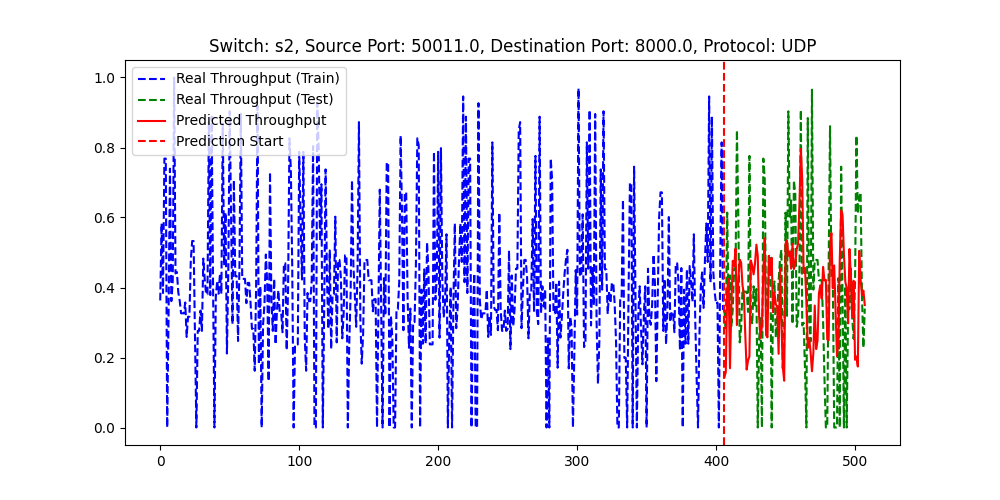 Switch: s2, Source Port: 50011.0, Destination Port: 8000.0, Protocol: UDP
1.0
0.8
0.6
0.4
0.2
0.0
Real Throughput (Train)
Real Throughput (Test)
Predicted Throughput
Prediction Start
0 100 200 300 400 500